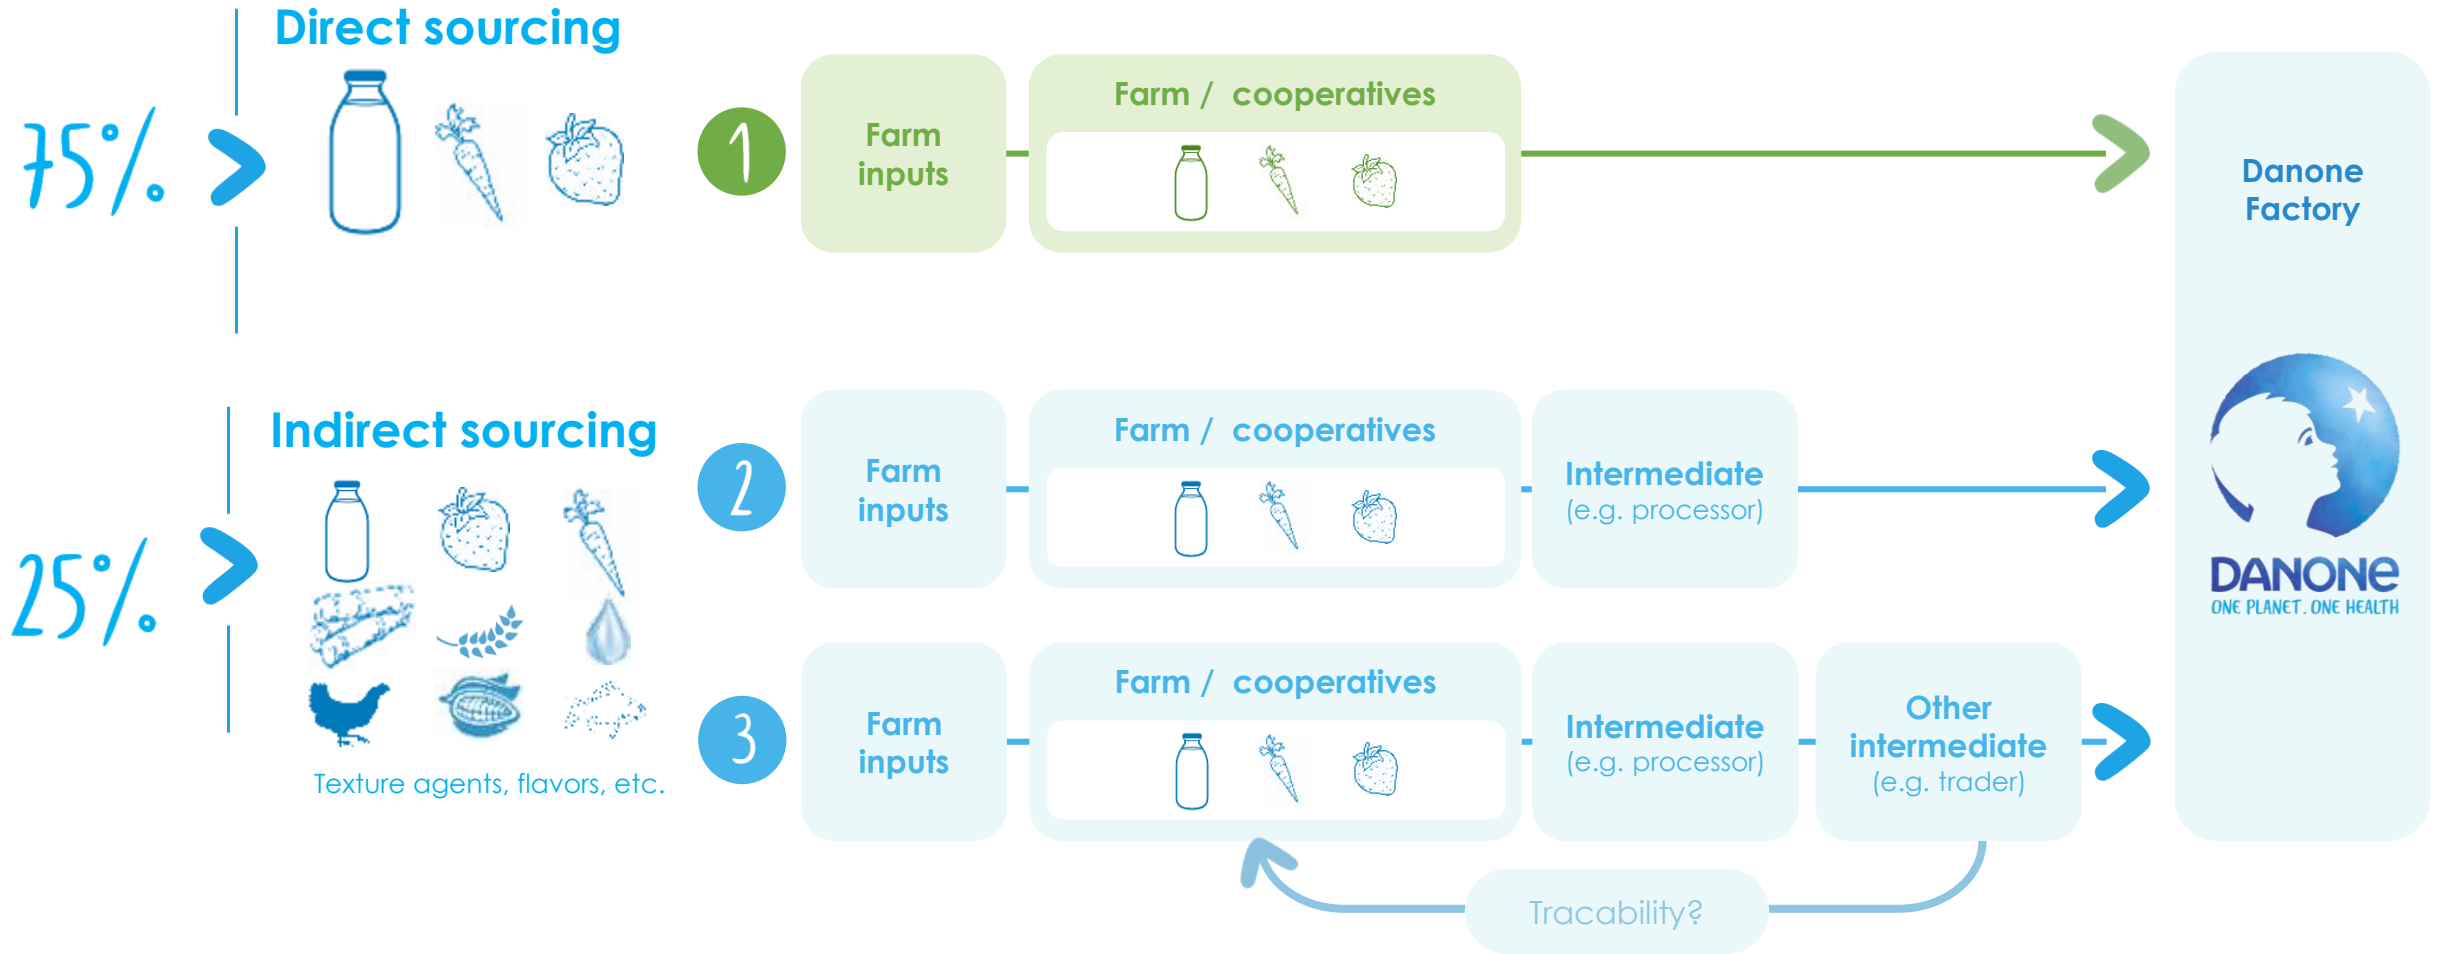 Direct sourcing
75%
1
Farm
inputs
Farm / cooperatives
Danone
Factory
Indirect sourcing
25%
2
Farm
inputs
Farm / cooperatives
Intermediate
(e.g. processor)
DANONE
ONE PLANET. ONE HEALTH
Texture agents, flavors, etc.
3
Farm
inputs
Farm / cooperatives
Intermediate
(e.g. processor)
Other
intermediate
(e.g. trader)
Tracability?